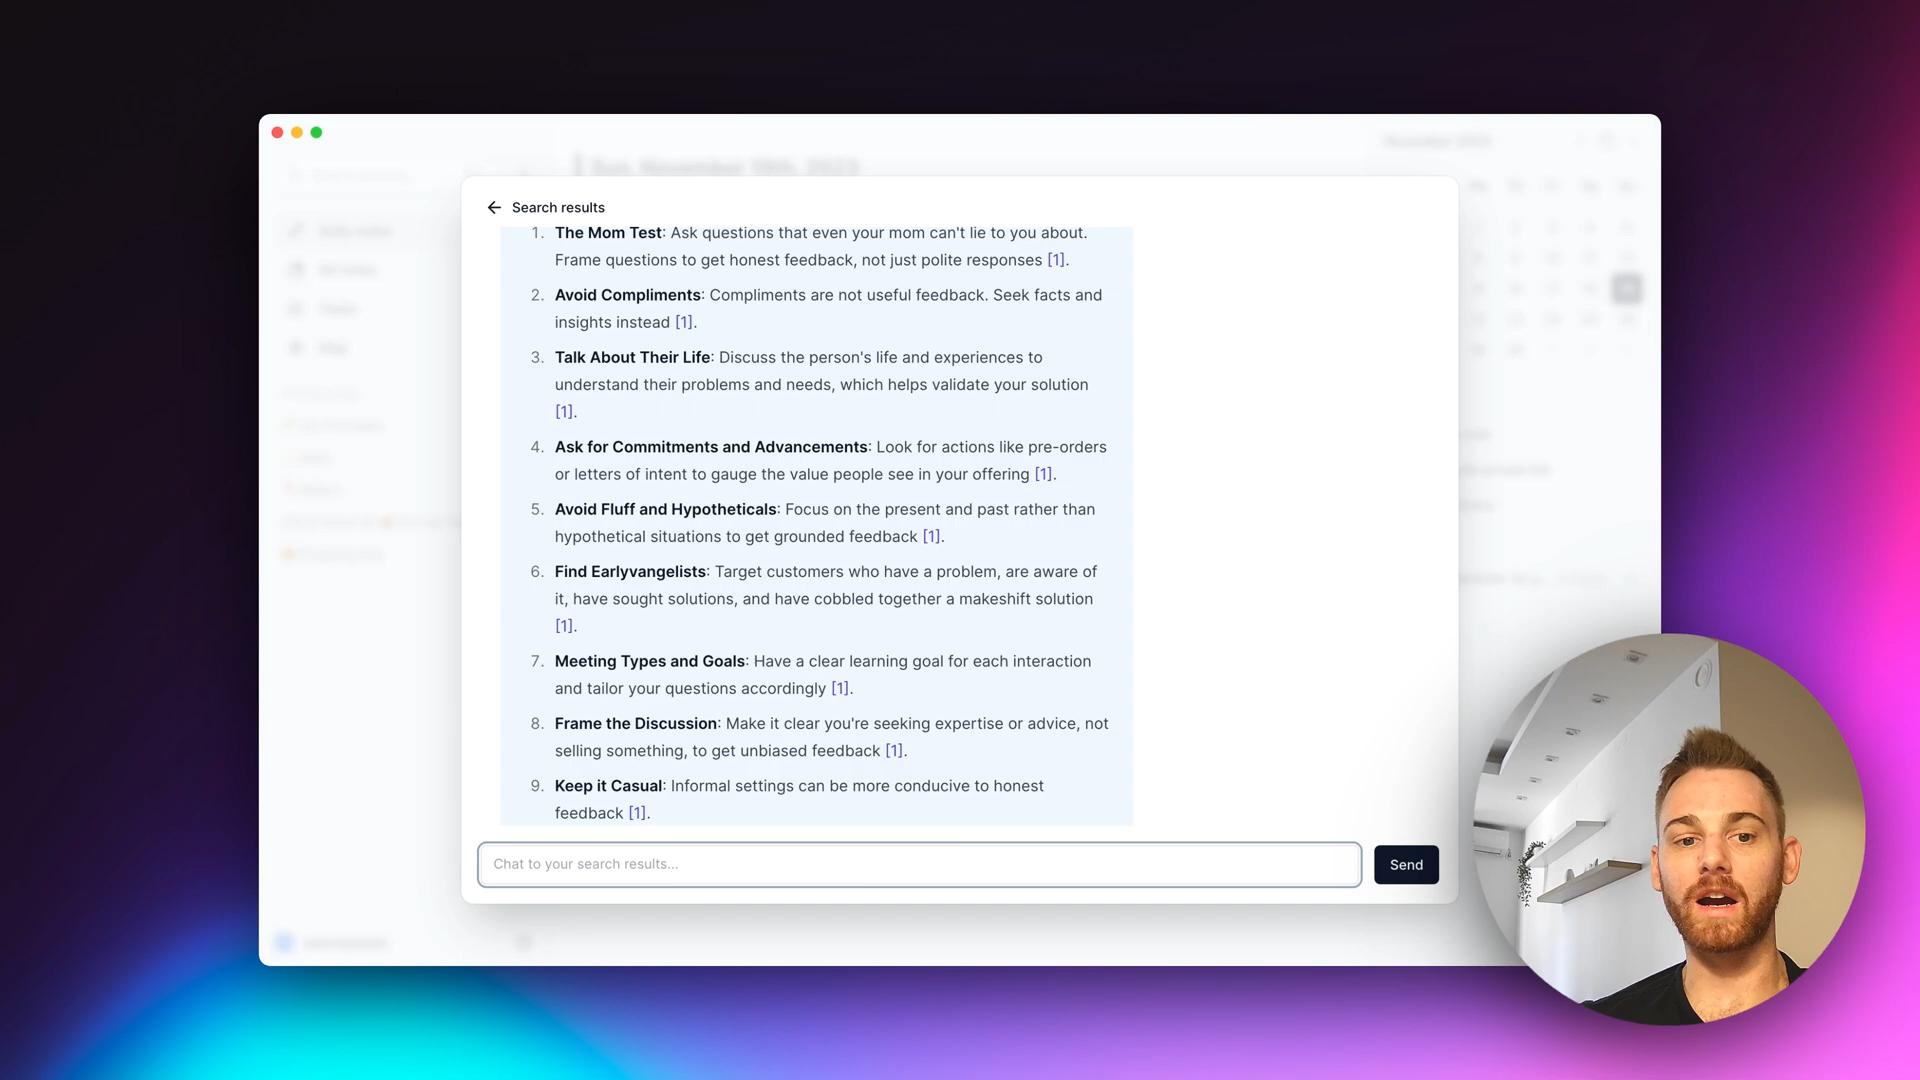 Sun, November 19th, 2023
November 2023
Search results
1. The Mom Test: Ask questions that even your mom can't lie to you about.
Frame questions to get honest feedback, not just polite responses [1].
2. Avoid Compliments: Compliments are not useful feedback. Seek facts and
insights instead [1].
3. Talk About Their Life: Discuss the person's life and experiences to
understand their problems and needs, which helps validate your solution
[1].
4. Ask for Commitments and Advancements: Look for actions like pre-orders
or letters of intent to gauge the value people see in your offering [1].
5. Avoid Fluff and Hypotheticals: Focus on the present and past rather than
hypothetical situations to get grounded feedback [1].
6. Find Earlyvangelists: Target customers who have a problem, are aware of
it, have sought solutions, and have cobbled together a makeshift solution
[1].
7. Meeting Types and Goals: Have a clear learning goal for each interaction
and tailor your questions accordingly [1].
8. Frame the Discussion: Make it clear you're seeking expertise or advice, not
selling something, to get unbiased feedback [1].
9. Keep it Casual: Informal settings can be more conducive to honest
feedback [1].
Chat to your search results...
Send